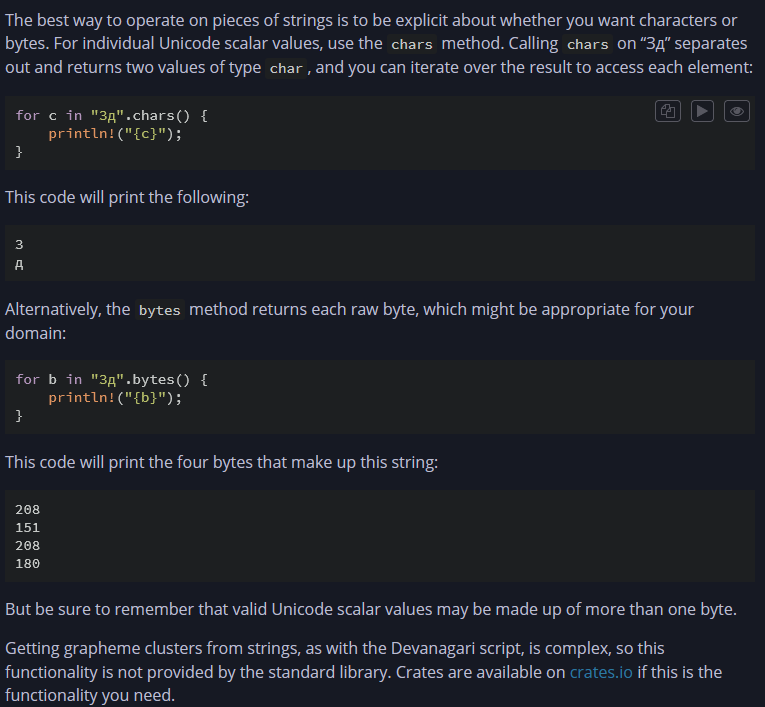 The best way to operate on pieces of strings is to be explicit about whether you want characters or
bytes. For individual Unicode scalar values, use the chars method. Calling chars on “Зд” separates
out and returns two values of type char, and you can iterate over the result to access each element:
for c in "Зд".chars() {
    println!("{c}");
}
This code will print the following:
З
д
Alternatively, the bytes method returns each raw byte, which might be appropriate for your
domain:
for b in "Зд".bytes() {
    println!("{b}");
}
This code will print the four bytes that make up this string:
208
151
208
180
But be sure to remember that valid Unicode scalar values may be made up of more than one byte.
Getting grapheme clusters from strings, as with the Devanagari script, is complex, so this
functionality is not provided by the standard library. Crates are available on crates.io if this is the
functionality you need.